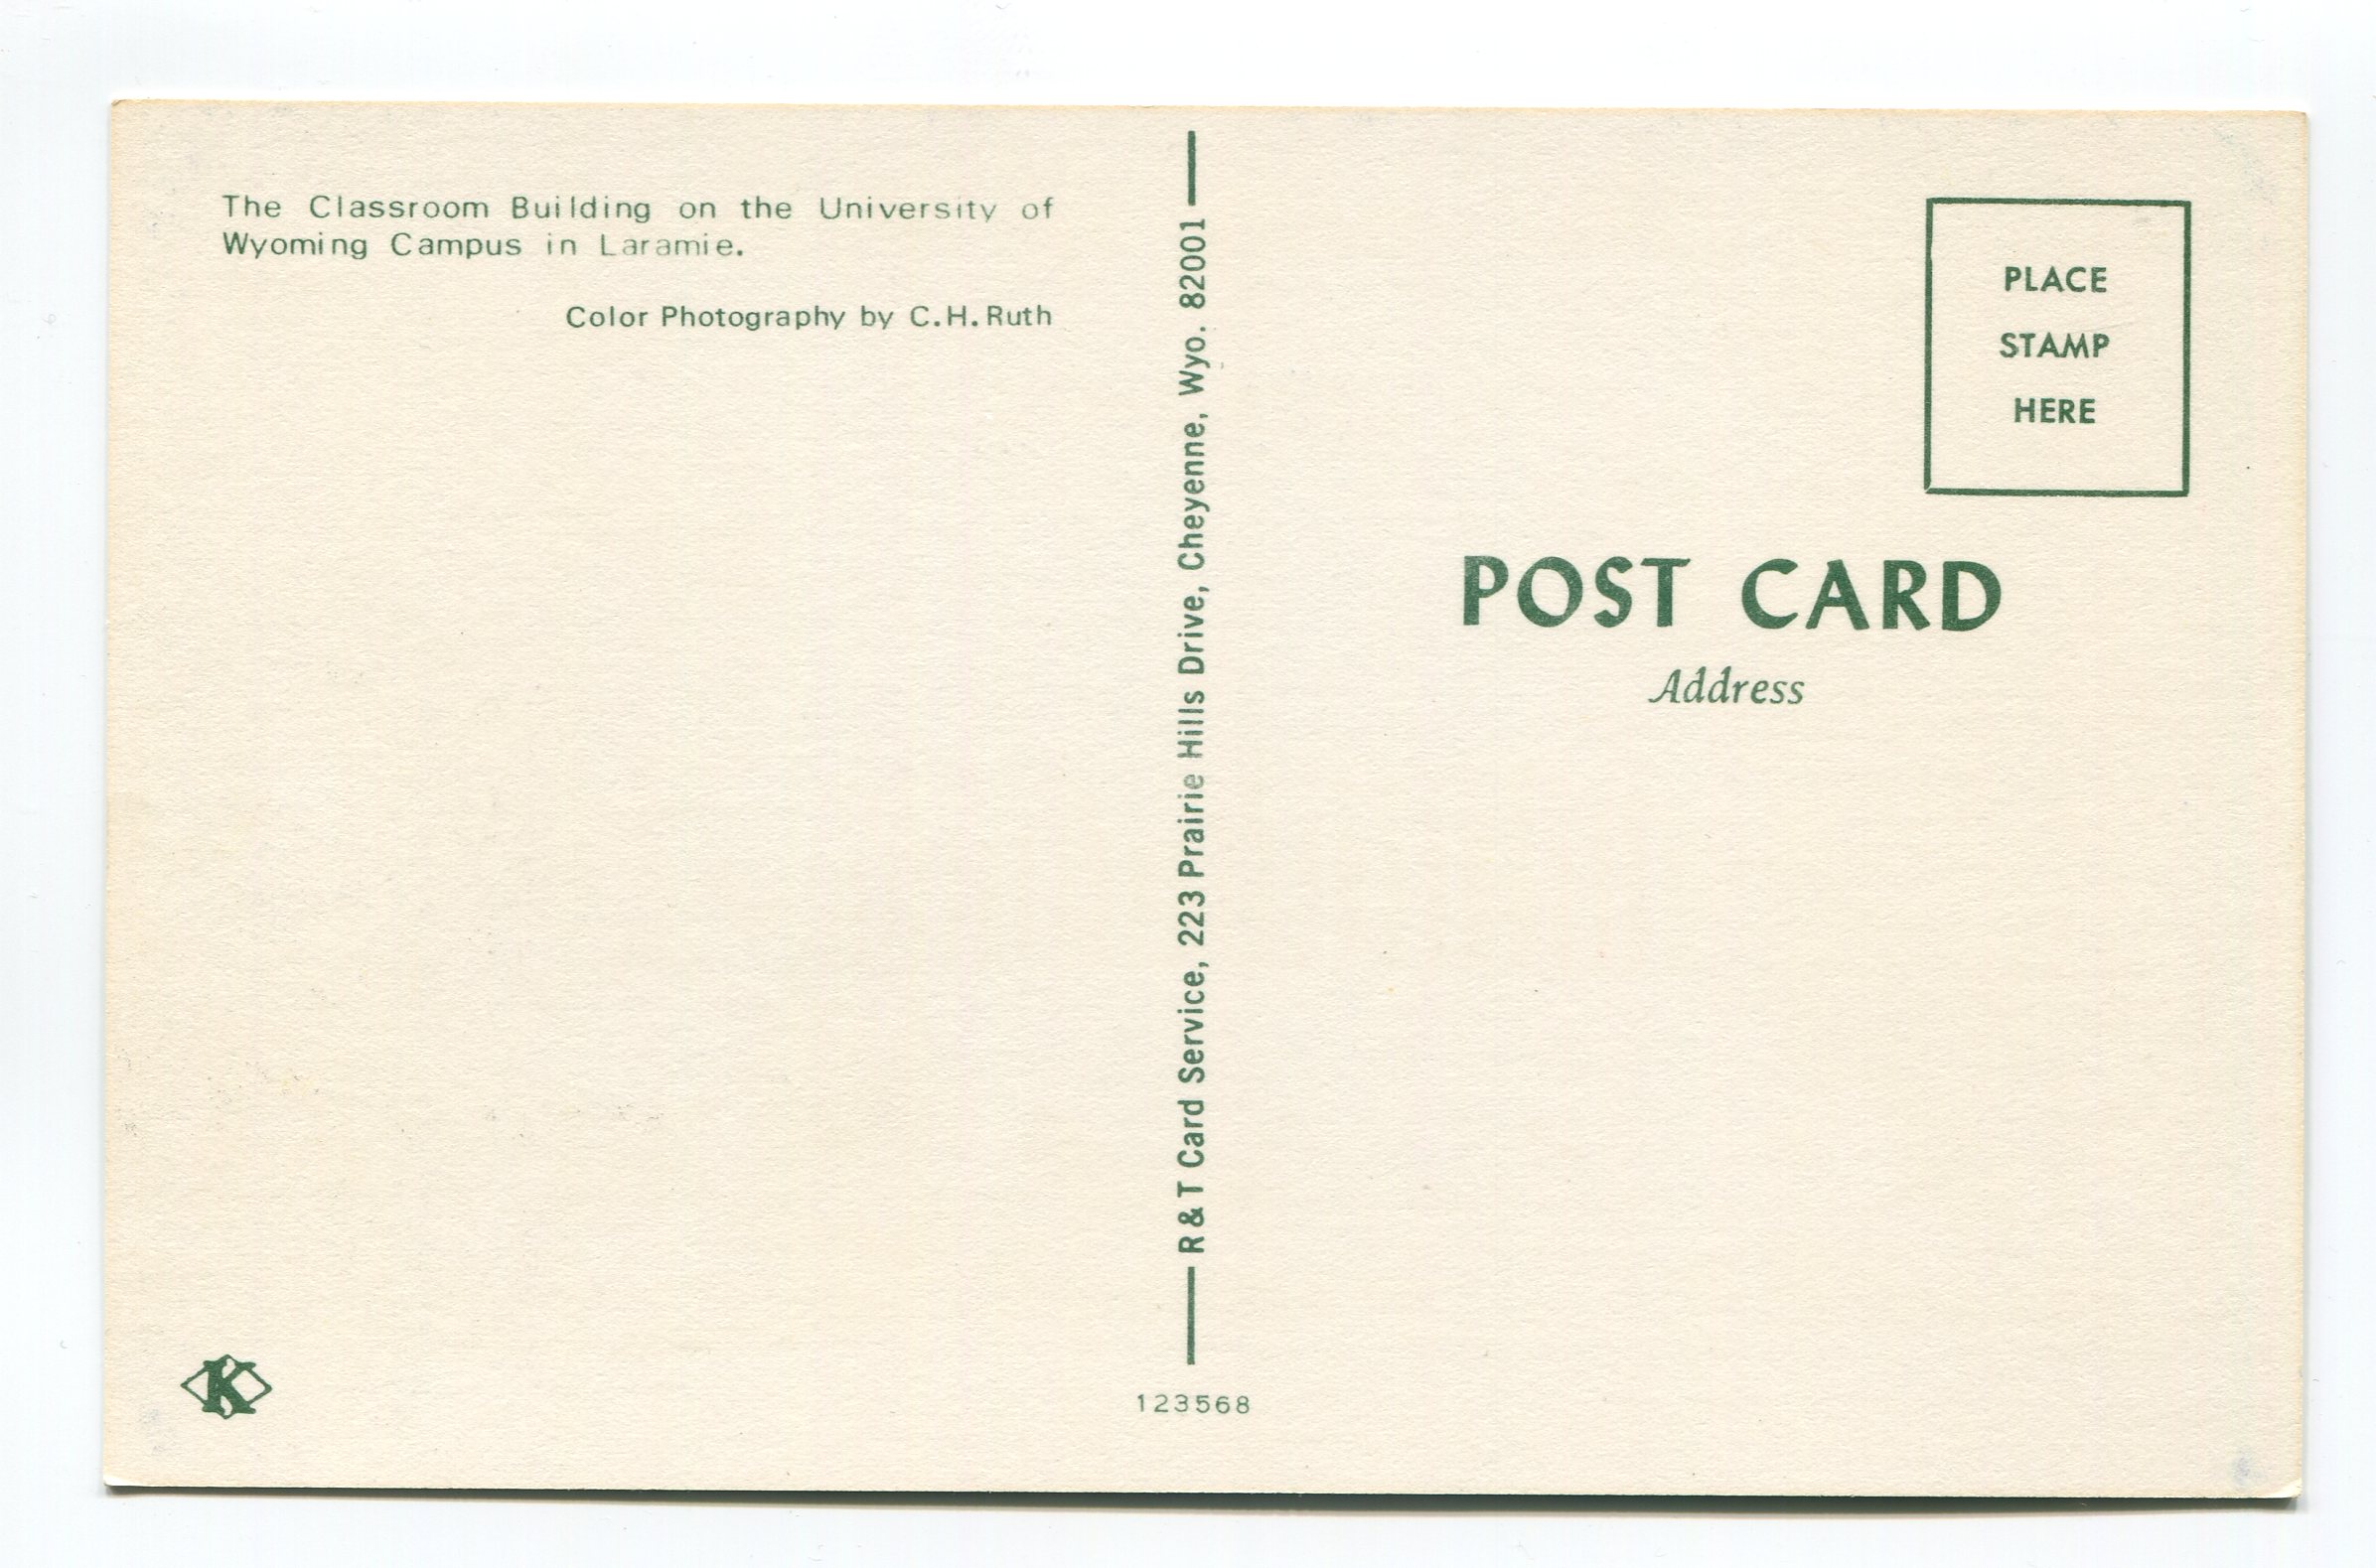 The Classroom Building on the University of
Wyoming Campus in Laramie.
Color Photography by C.H. Ruth
R & T Card Service, 223 Prairie Hills Drive, Cheyenne, Wyo. 82001
PLACE
STAMP
HERE
POST CARD
Address
K
123568